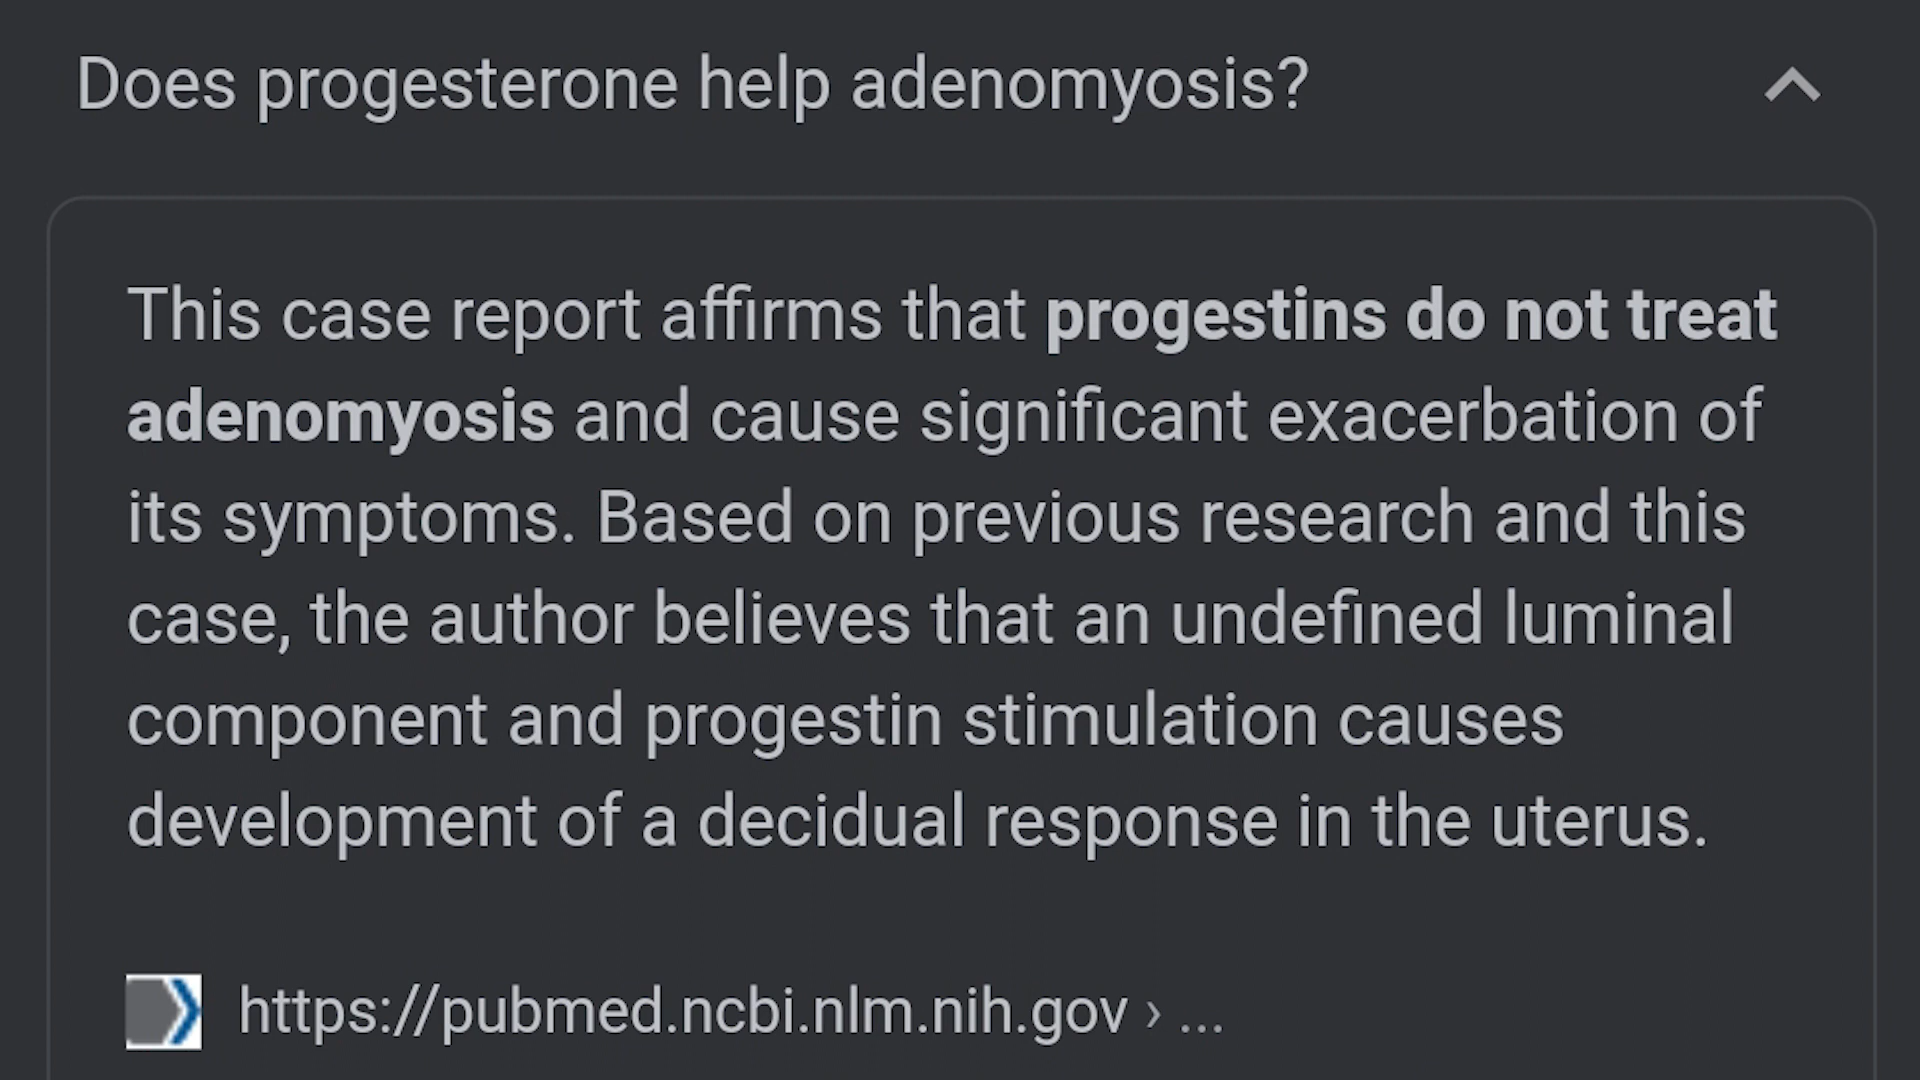 Does progesterone help adenomyosis?
This case report affirms that progestins do not treat
adenomyosis and cause significant exacerbation of
its symptoms. Based on previous research and this
case, the author believes that an undefined luminal
component and progestin stimulation causes
development of a decidual response in the uterus.
https://pubmed.ncbi.nlm.nih.gov › ...